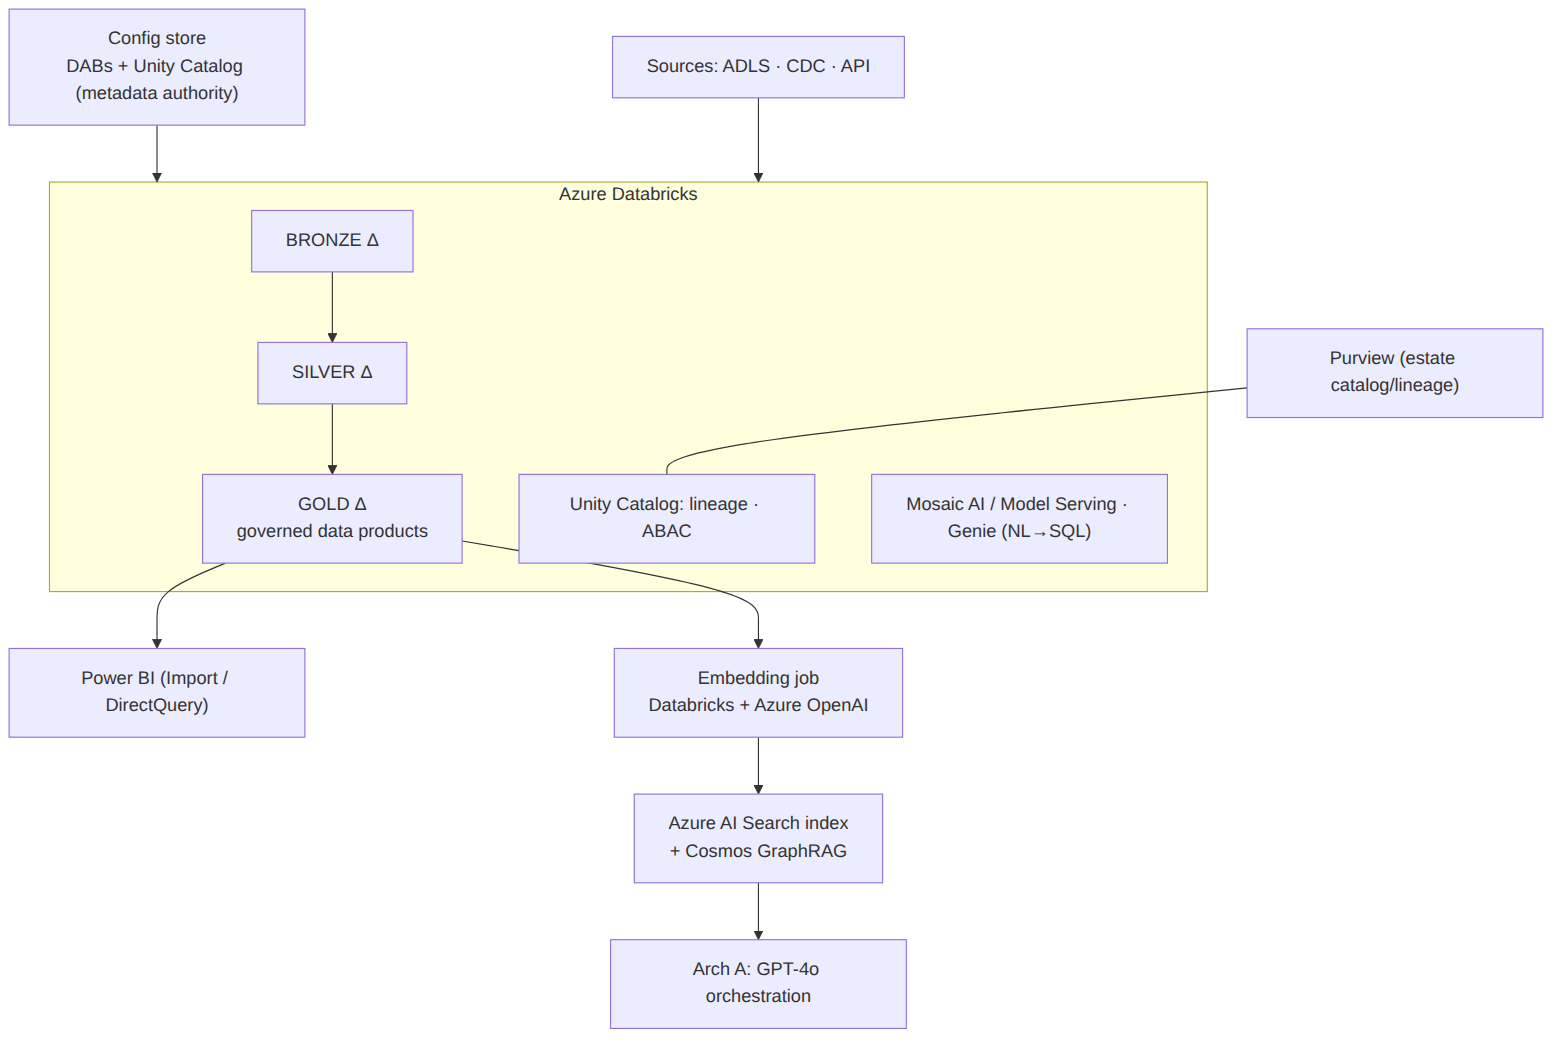 Config store
DABs + Unity Catalog
(metadata authority)
Sources: ADLS · CDC · API
Azure Databricks
BRONZE Δ
SILVER Δ
Purview (estate
catalog/lineage)
GOLD Δ
governed data products
Unity Catalog: lineage ·
ABAC
Mosaic AI / Model Serving ·
Genie (NL→SQL)
Power BI (Import /
DirectQuery)
Embedding job
Databricks + Azure OpenAI
Azure AI Search index
+ Cosmos GraphRAG
Arch A: GPT-4o
orchestration